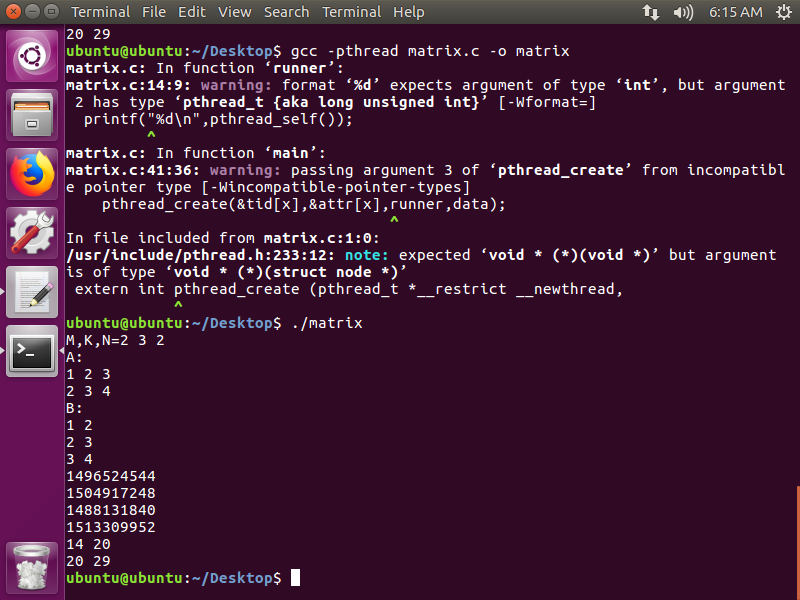 Terminal File Edit View Search Terminal Help 6:15 AM
20 29
ubuntu@ubuntu:~/Desktop$ gcc -pthread matrix.c -o matrix
matrix.c: In function ‘runner’:
matrix.c:14:9: warning: format ‘%d’ expects argument of type ‘int’, but argument
 2 has type ‘pthread_t {aka long unsigned int}’ [-Wformat=]
  printf("%d\n",pthread_self());
         ^
matrix.c: In function ‘main’:
matrix.c:41:36: warning: passing argument 3 of ‘pthread_create’ from incompatibl
e pointer type [-Wincompatible-pointer-types]
    pthread_create(&tid[x],&attr[x],runner,data);
                                    ^
In file included from matrix.c:1:0:
/usr/include/pthread.h:233:12: note: expected ‘void * (*)(void *)’ but argument
is of type ‘void * (*)(struct node *)’
 extern int pthread_create (pthread_t *__restrict __newthread,
            ^
ubuntu@ubuntu:~/Desktop$ ./matrix
M,K,N=2 3 2
A:
1 2 3
2 3 4
B:
1 2
2 3
3 4
1496524544
1504917248
1488131840
1513309952
14 20
20 29
ubuntu@ubuntu:~/Desktop$